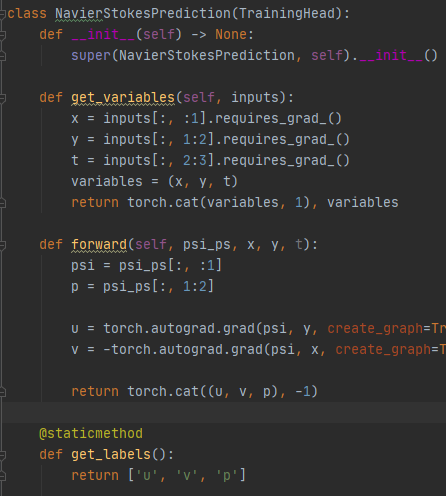 class NavierStokesPrediction(TrainingHead):
    def __init__(self) -> None:
        super(NavierStokesPrediction, self).__init__()
    def get_variables(self, inputs):
        x = inputs[:, :1].requires_grad_()
        y = inputs[:, 1:2].requires_grad_()
        t = inputs[:, 2:3].requires_grad_()
        variables = (x, y, t)
        return torch.cat(variables, 1), variables
    def forward(self, psi_ps, x, y, t):
        psi = psi_ps[:, :1]
        p = psi_ps[:, 1:2]
        u = torch.autograd.grad(psi, y, create_graph=Tr
        v = -torch.autograd.grad(psi, x, create_graph=T
        return torch.cat((u, v, p), -1)
    @staticmethod
    def get_labels():
        return ['u', 'v', 'p']